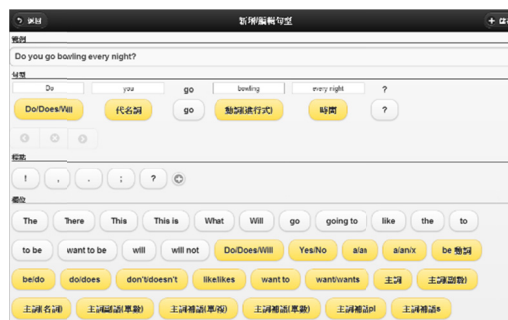 返回 新增/編輯句型
範例
Do you go bowling every night?
句型
Do you go bowling every night ?
Do/Does/Will 代名詞 go 動詞(進行式) 時間 ?
標點
! , . ; ?
欄位
The There This This is What Will go going to like the to
to be want to be will will not Do/Does/Will Yes/No a/as a/an/x be 動詞
be/do do/does don't/doesn't like/likes want to want/wants 主詞 主詞(副數)
主詞(名詞) 主詞補語(單數) 主詞補語(單/複) 主詞補語(單數) 主詞補語pl 主詞補語s